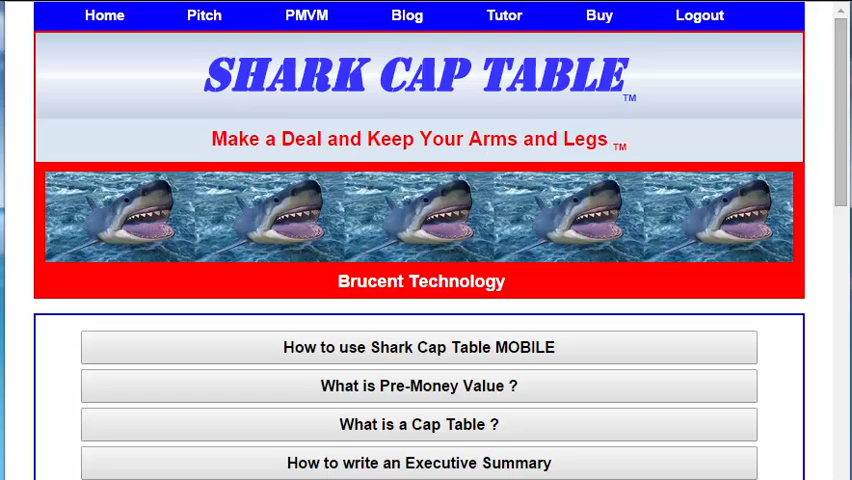 Home Pitch PMVM Blog Tutor Buy Logout
SHARK CAP TABLE TM
Make a Deal and Keep Your Arms and Legs TM
Brucent Technology
How to use Shark Cap Table MOBILE
What is Pre-Money Value ?
What is a Cap Table ?
How to write an Executive Summary